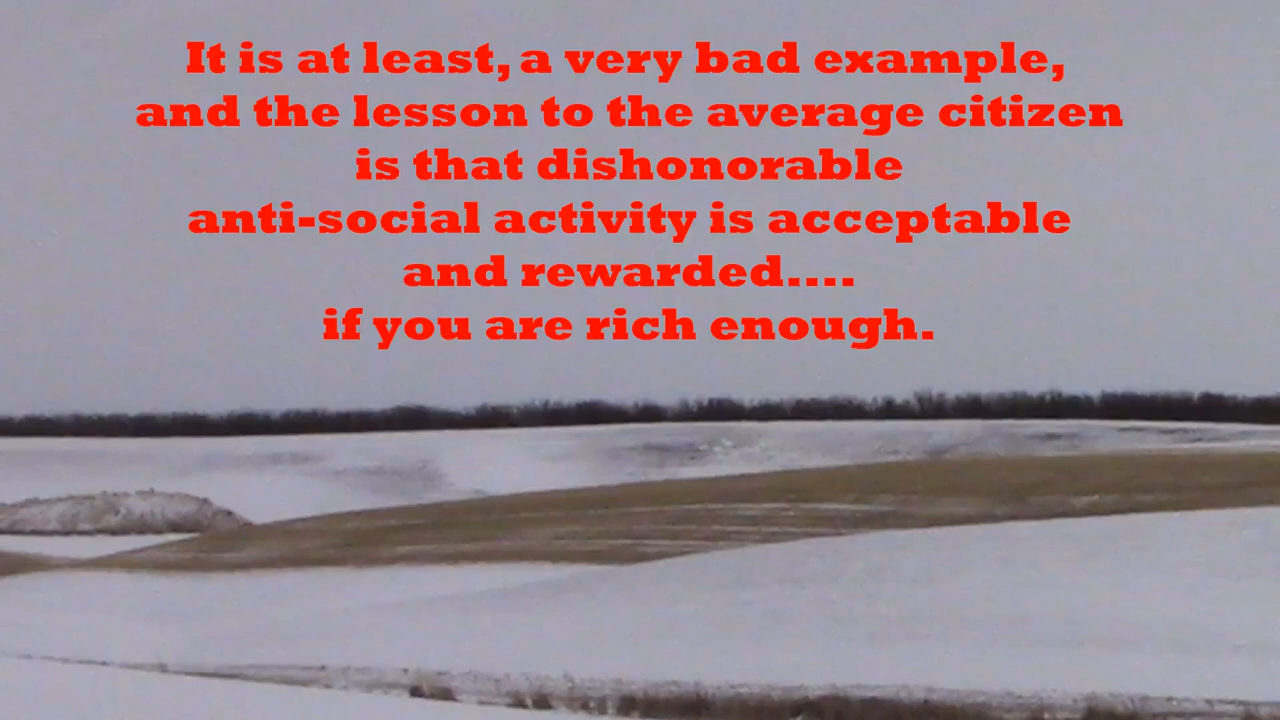 It is at least, a very bad example,
and the lesson to the average citizen
is that dishonorable
anti-social activity is acceptable
and rewarded....
if you are rich enough.